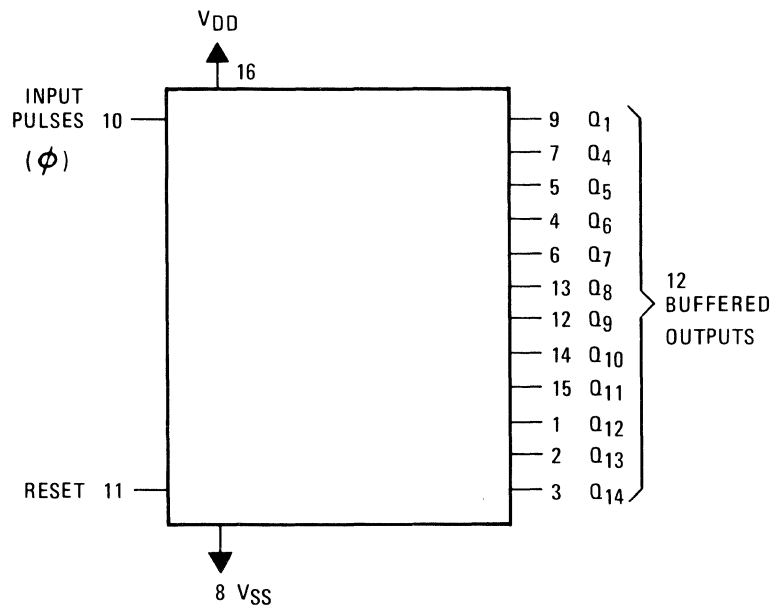 VDD
16
INPUT
PULSES 10
(ϕ)
9 Q1
7 Q4
5 Q5
4 Q6
6 Q7
13 Q8
12 Q9
14 Q10
15 Q11
1 Q12
2 Q13
3 Q14
12
BUFFERED
OUTPUTS
RESET 11
8 VSS